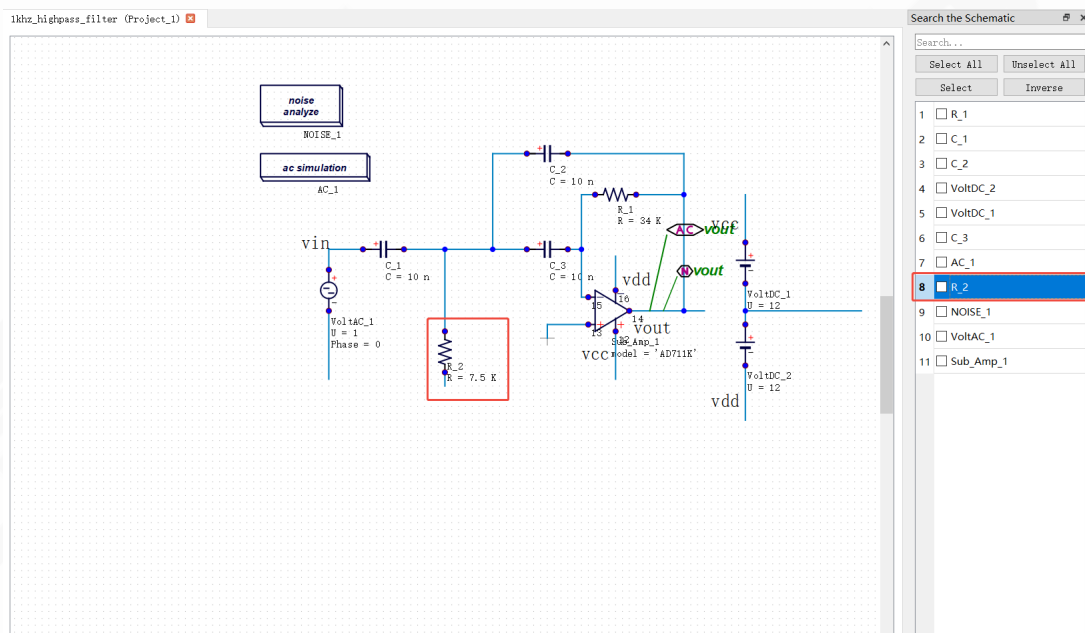 1khz_highpass_filter (Project_1)
Search the Schematic
Search...
Select All
Unselect All
Select
Inverse
1 R_1
2 C_1
3 C_2
4 VoltDC_2
5 VoltDC_1
6 C_3
7 AC_1
8 R_2
9 NOISE_1
10 VoltAC_1
11 Sub_Amp_1
noise
analyze
NOISE_1
ac simulation
AC_1
C_2
C = 10 n
R_1
R = 34 K
AC
vout
vcc
vin
C_1
C = 10 n
C_3
C = 10 n
N
vout
vdd
16
15
14
13
vout
vcc
Sub_Amp_1
model = 'AD711K'
VoltAC_1
U = 1
Phase = 0
R_2
R = 7.5 K
VoltDC_1
U = 12
VoltDC_2
U = 12
vdd